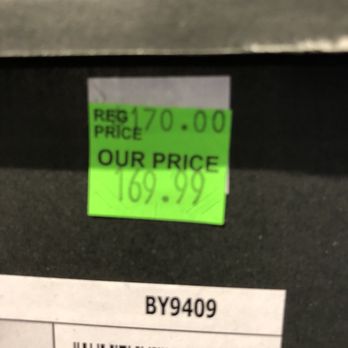 REG $170.00
PRICE
OUR PRICE
169.99
BY9409